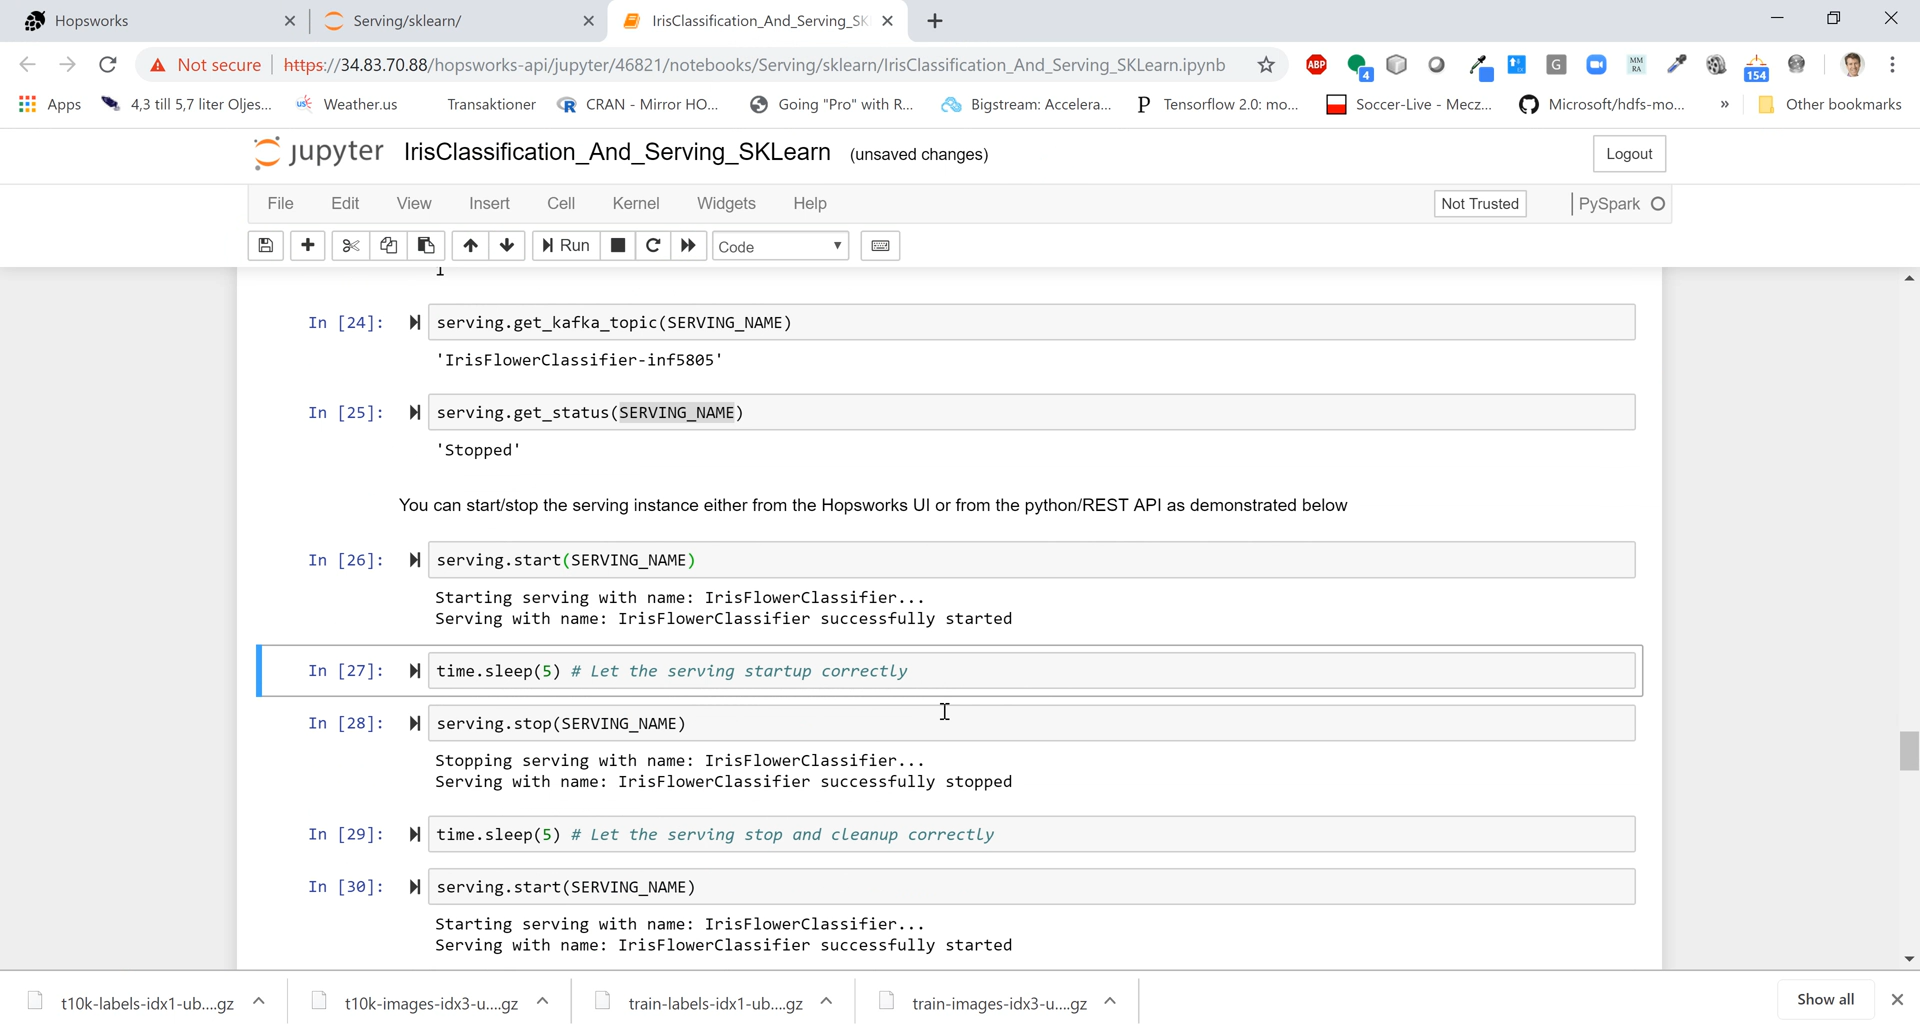 Hopsworks
Serving/sklearn/
IrisClassification_And_Serving_SK
Not secure
https://34.83.70.88/hopsworks-api/jupyter/46821/notebooks/Serving/sklearn/IrisClassification_And_Serving_SKLearn.ipynb
ABP
4
G
MM
RA
154
Apps
4,3 till 5,7 liter Oljes...
Weather.us
Transaktioner
CRAN - Mirror HO...
Going "Pro" with R...
Bigstream: Accelera...
Tensorflow 2.0: mo...
Soccer-Live - Mecz...
Microsoft/hdfs-mo...
»
Other bookmarks
jupyter
IrisClassification_And_Serving_SKLearn
(unsaved changes)
Logout
File
Edit
View
Insert
Cell
Kernel
Widgets
Help
Not Trusted
PySpark
Run
Code
1
In [24]:
serving.get_kafka_topic(SERVING_NAME)
'IrisFlowerClassifier-inf5805'
In [25]:
serving.get_status(SERVING_NAME)
'Stopped'
You can start/stop the serving instance either from the Hopsworks UI or from the python/REST API as demonstrated below
In [26]:
serving.start(SERVING_NAME)
Starting serving with name: IrisFlowerClassifier...
Serving with name: IrisFlowerClassifier successfully started
In [27]:
time.sleep(5) # Let the serving startup correctly
In [28]:
serving.stop(SERVING_NAME)
Stopping serving with name: IrisFlowerClassifier...
Serving with name: IrisFlowerClassifier successfully stopped
In [29]:
time.sleep(5) # Let the serving stop and cleanup correctly
In [30]:
serving.start(SERVING_NAME)
Starting serving with name: IrisFlowerClassifier...
Serving with name: IrisFlowerClassifier successfully started
t10k-labels-idx1-ub....gz
t10k-images-idx3-u....gz
train-labels-idx1-ub....gz
train-images-idx3-u....gz
Show all